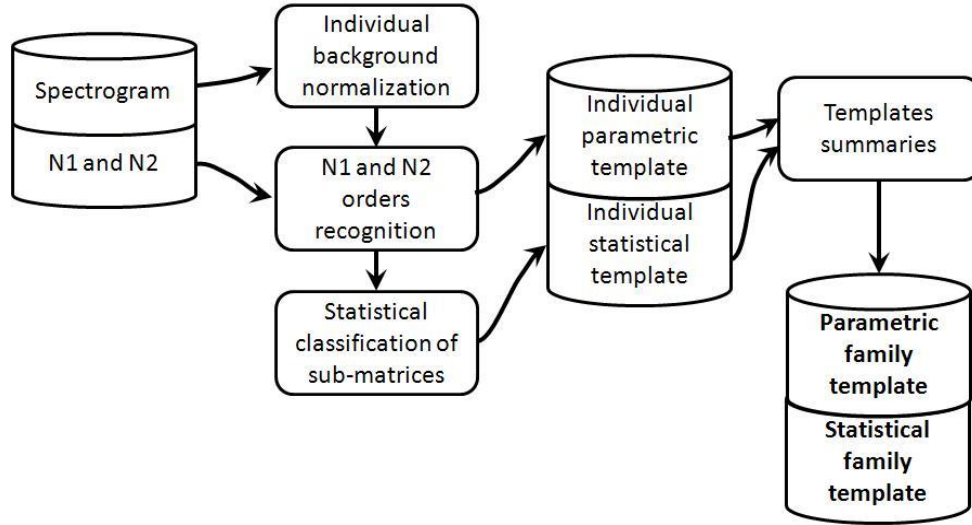 Spectrogram
N1 and N2
Individual
background
normalization
N1 and N2
orders
recognition
Statistical
classification of
sub-matrices
Individual
parametric
template
Individual
statistical
template
Templates
summaries
Parametric
family
template
Statistical
family
template